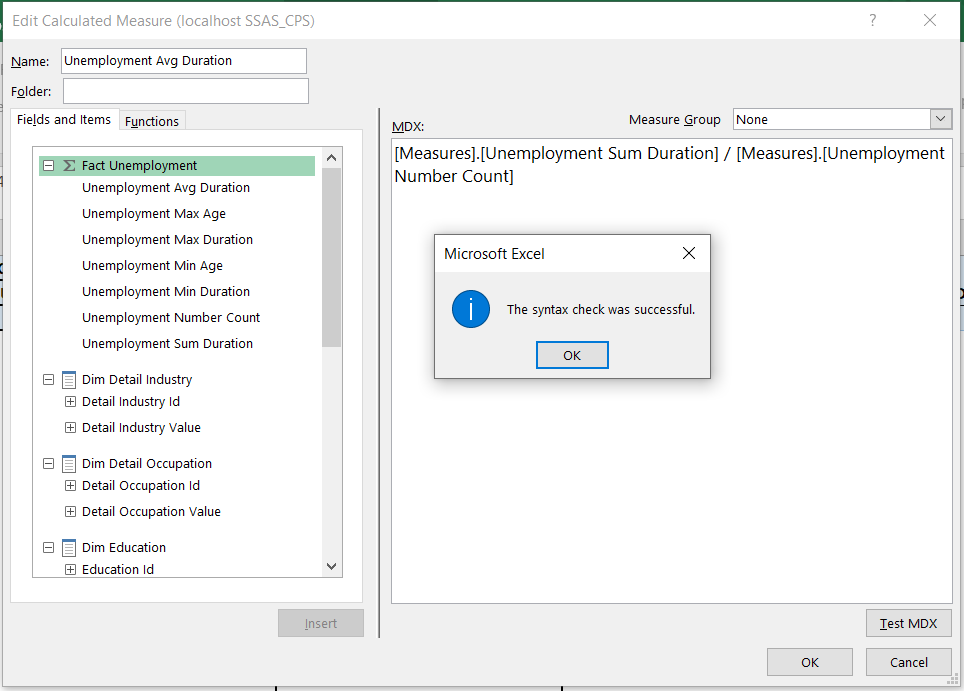 Edit Calculated Measure (localhost SSAS_CPS)
?
Name: Unemployment Avg Duration
Folder:
Fields and Items Functions
Fact Unemployment
Unemployment Avg Duration
Unemployment Max Age
Unemployment Max Duration
Unemployment Min Age
Unemployment Min Duration
Unemployment Number Count
Unemployment Sum Duration
Dim Detail Industry
Detail Industry Id
Detail Industry Value
Dim Detail Occupation
Detail Occupation Id
Detail Occupation Value
Dim Education
Education Id
Insert
MDX: Measure Group None
[Measures].[Unemployment Sum Duration] / [Measures].[Unemployment
Number Count]
Microsoft Excel
The syntax check was successful.
OK
Test MDX
OK Cancel